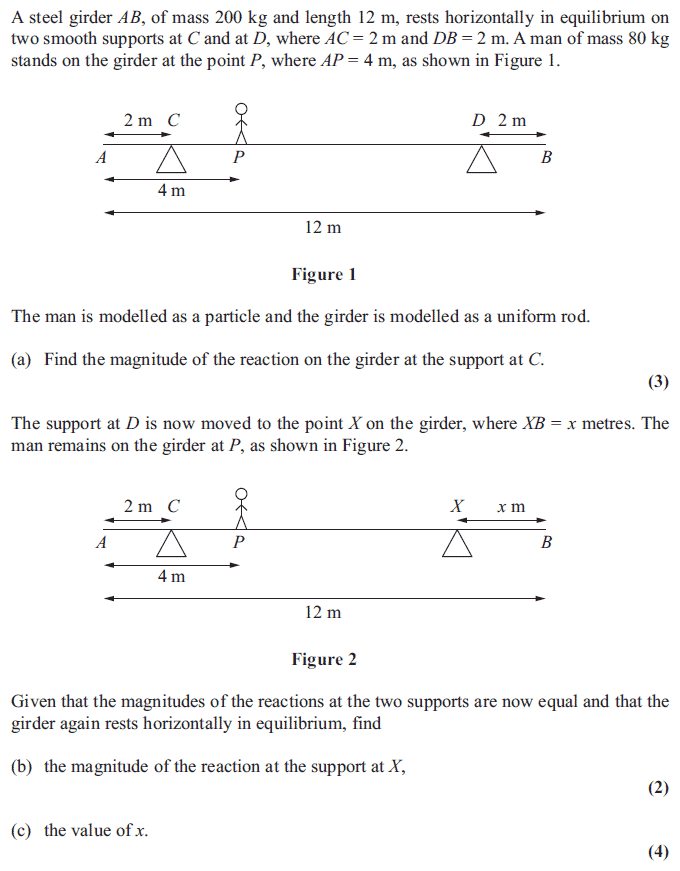 A steel girder AB, of mass 200 kg and length 12 m, rests horizontally in equilibrium on
two smooth supports at C and at D, where AC = 2 m and DB = 2 m. A man of mass 80 kg
stands on the girder at the point P, where AP = 4 m, as shown in Figure 1.
2 m C D 2 m
A P B
4 m
12 m
Figure 1
The man is modelled as a particle and the girder is modelled as a uniform rod.
(a) Find the magnitude of the reaction on the girder at the support at C.
(3)
The support at D is now moved to the point X on the girder, where XB = x metres. The
man remains on the girder at P, as shown in Figure 2.
2 m C X x m
A P B
4 m
12 m
Figure 2
Given that the magnitudes of the reactions at the two supports are now equal and that the
girder again rests horizontally in equilibrium, find
(b) the magnitude of the reaction at the support at X,
(2)
(c) the value of x.
(4)